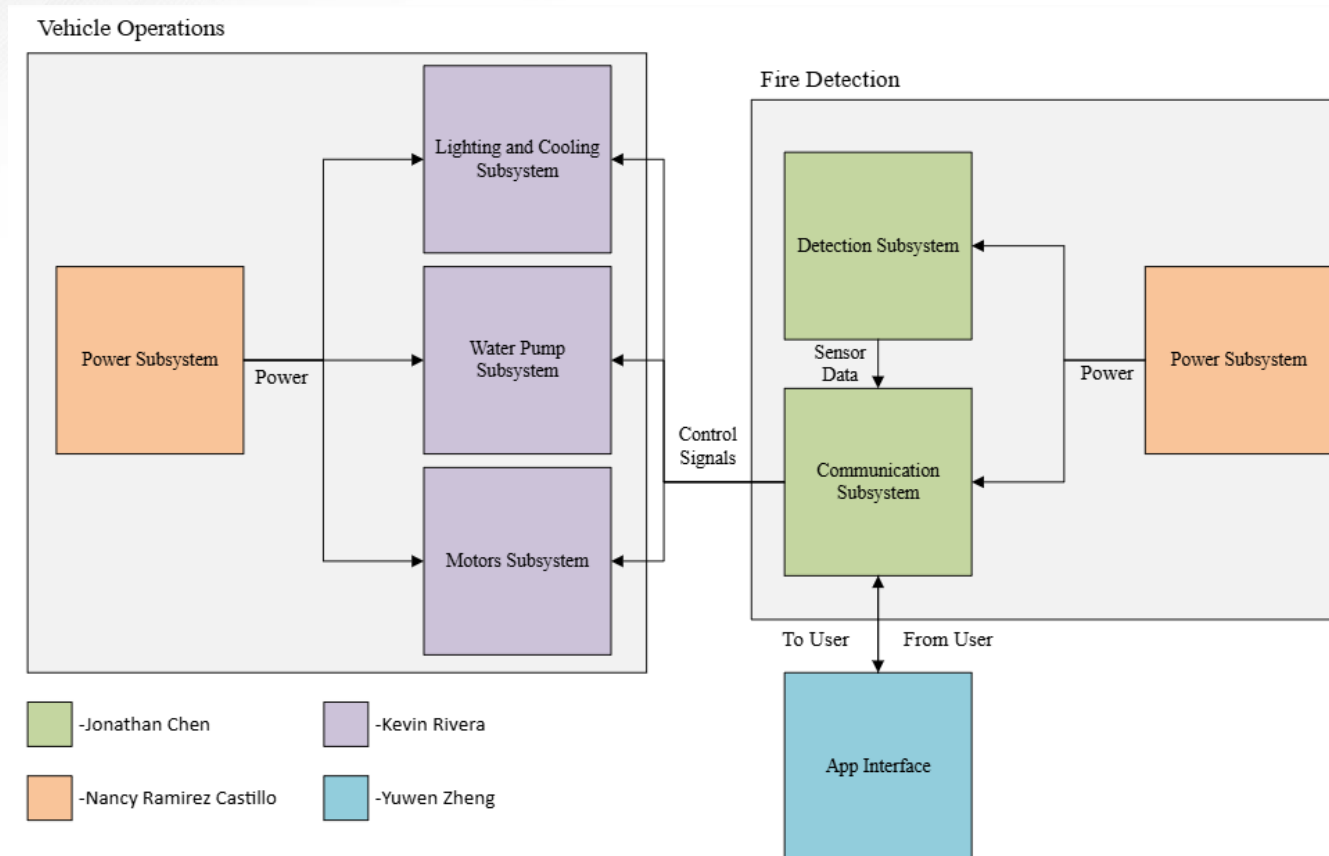 Vehicle Operations
Lighting and Cooling
Subsystem
Power Subsystem
Power
Water Pump
Subsystem
Motors Subsystem
Control
Signals
Fire Detection
Detection Subsystem
Sensor
Data
Communication
Subsystem
Power
Power Subsystem
To User
From User
App Interface
-Jonathan Chen
-Kevin Rivera
-Nancy Ramirez Castillo
-Yuwen Zheng